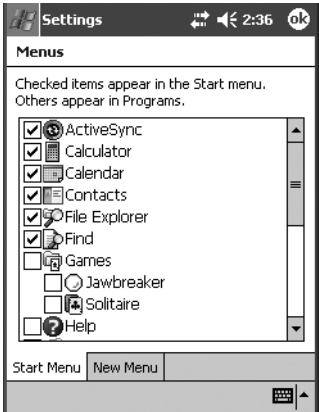 Settings 2:36 ok
Menus
Checked items appear in the Start menu.
Others appear in Programs.
ActiveSync
Calculator
Calendar
Contacts
File Explorer
Find
Games
Jawbreaker
Solitaire
Help
Start Menu New Menu